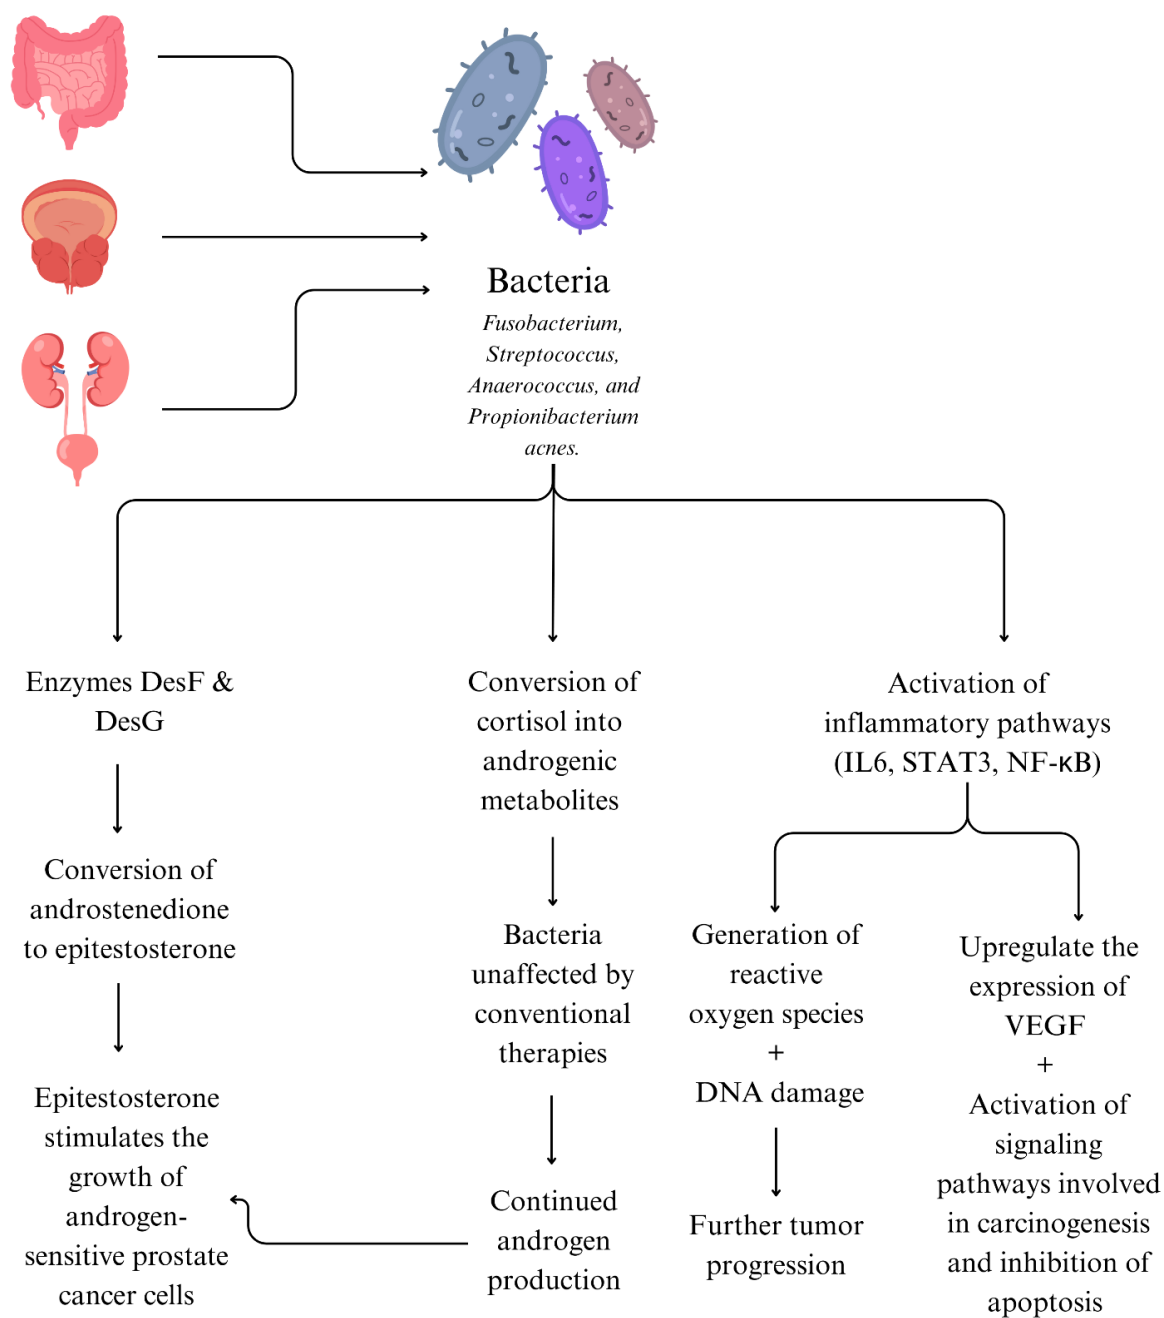 Bacteria
Fusobacterium,
Streptococcus,
Anaerococcus, and
Propionibacterium
acnes.
Enzymes DesF &
DesG
Conversion of
androstenedione
to epitestosterone
Epitestosterone
stimulates the
growth of
androgen-
sensitive prostate
cancer cells
Conversion of
cortisol into
androgenic
metabolites
Bacteria
unaffected by
conventional
therapies
Continued
androgen
production
Activation of
inflammatory pathways
(IL6, STAT3, NF-κB)
Generation of
reactive
oxygen species
+
DNA damage
Further tumor
progression
Upregulate the
expression of
VEGF
+
Activation of
signaling
pathways involved
in carcinogenesis
and inhibition of
apoptosis